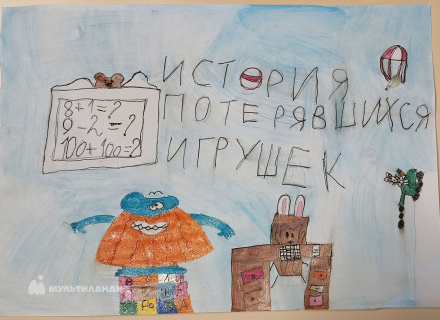 ИСТОРИЯ
ПОТЕРЯВШИХСЯ
ИГРУШЕК
8+1=?
9-2=?
100+100=?
МУЛЬТИЛАНДИЯ